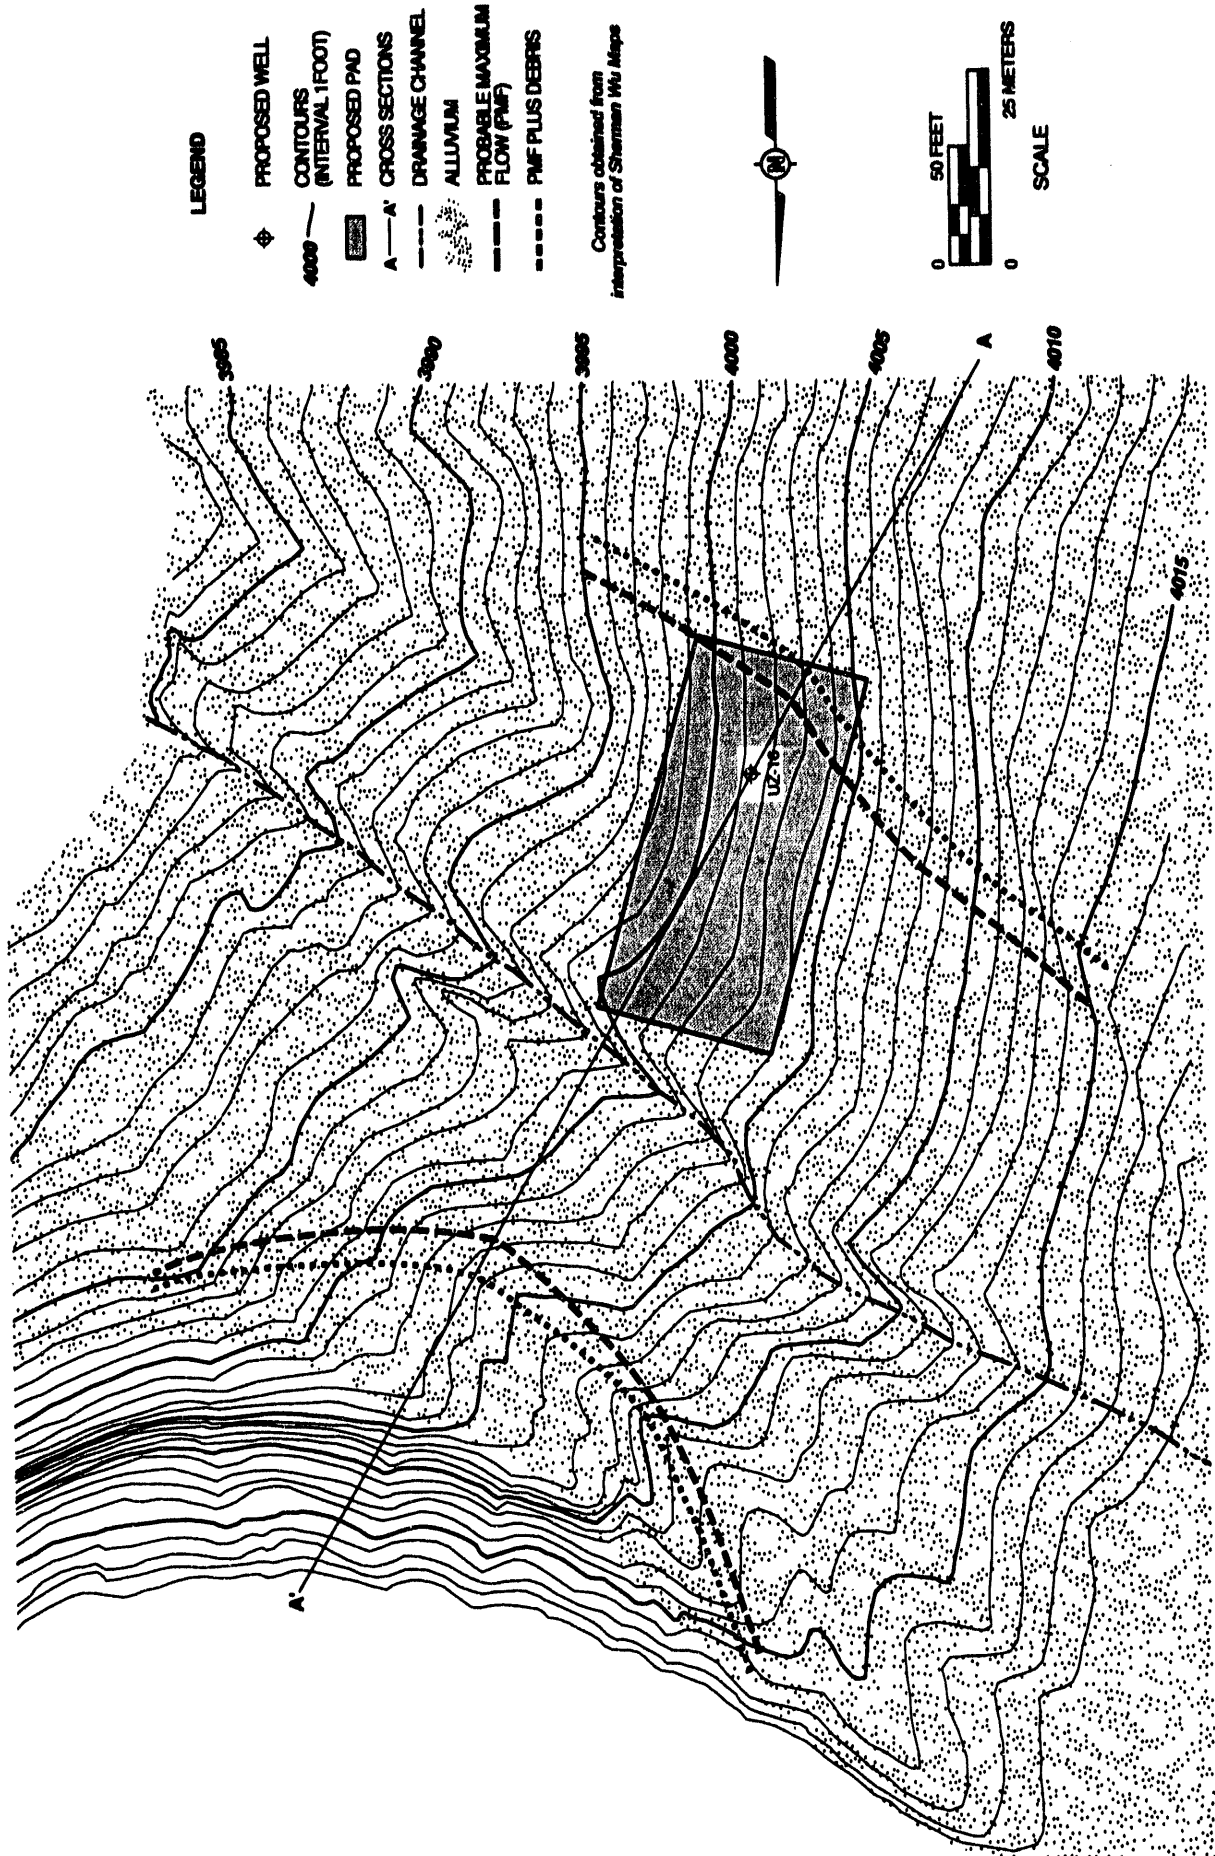 LEGEND
PROPOSED WELL
4000
CONTOURS
(INTERVAL 1 FOOT)
PROPOSED PAD
A A' CROSS SECTIONS
DRAINAGE CHANNEL
ALLUVIUM
PROBABLE MAXIMUM
FLOW (PMF)
PMF PLUS DEBRIS
Contours obtained from
interpretation of Sherman Wu Maps
N
0 50 FEET
0 25 METERS
SCALE
3985
3990
3995
4000
4005
A
4010
4015
UZ-16
A'